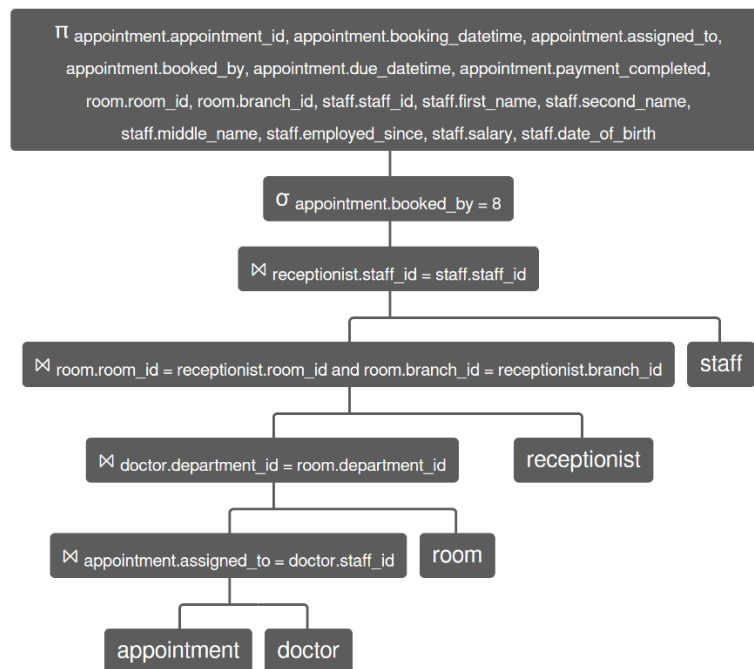 π appointment.appointment_id, appointment.booking_datetime, appointment.assigned_to,
appointment.booked_by, appointment.due_datetime, appointment.payment_completed,
room.room_id, room.branch_id, staff.staff_id, staff.first_name, staff.second_name,
staff.middle_name, staff.employed_since, staff.salary, staff.date_of_birth
σ appointment.booked_by = 8
⋈ receptionist.staff_id = staff.staff_id
⋈ room.room_id = receptionist.room_id and room.branch_id = receptionist.branch_id
staff
⋈ doctor.department_id = room.department_id
receptionist
⋈ appointment.assigned_to = doctor.staff_id
room
appointment
doctor